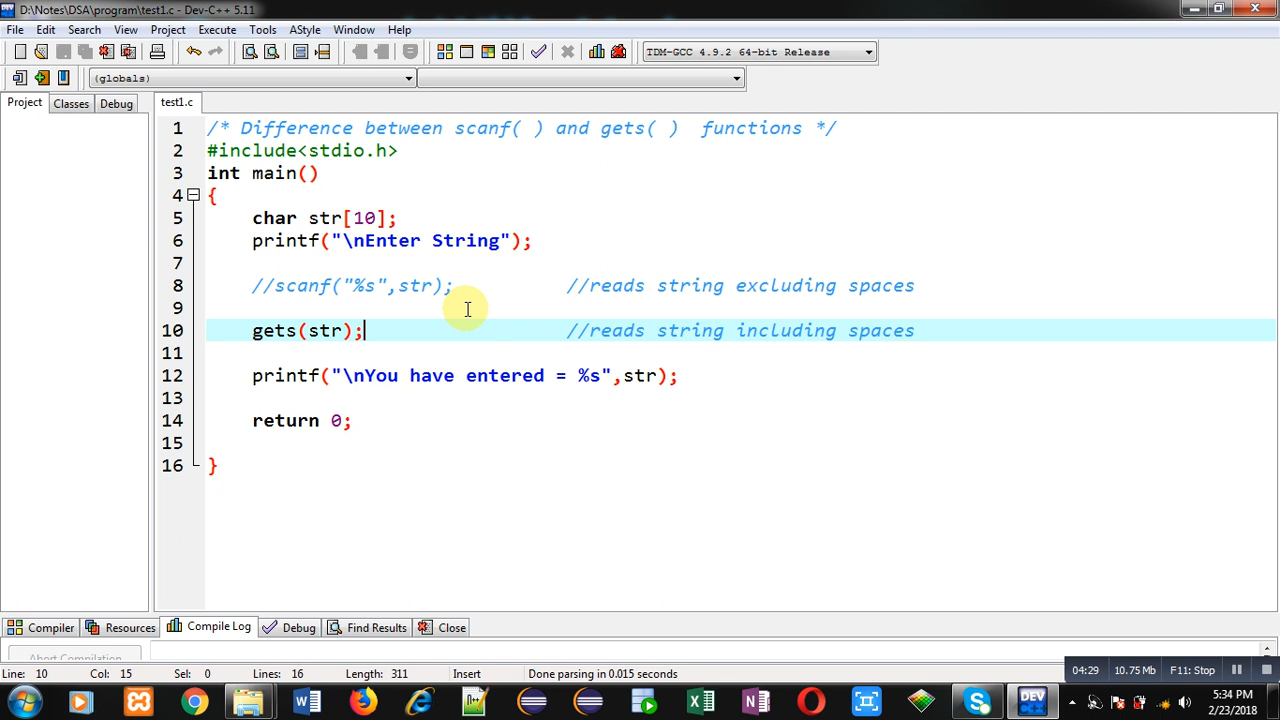 D:\Notes\DSA\program\test1.c - Dev-C++ 5.11
File Edit Search View Project Execute Tools AStyle Window Help
TDM-GCC 4.9.2 64-bit Release
(globals)
Project Classes Debug test1.c
1 /* Difference between scanf( ) and gets( )  functions */
2 #include<stdio.h>
3 int main()
4 {
5 char str[10];
6 printf("\nEnter String");
7
8 //scanf("%s",str); //reads string excluding spaces
9
10 gets(str); //reads string including spaces
11
12 printf("\nYou have entered = %s",str);
13
14 return 0;
15
16 }
Compiler Resources Compile Log Debug Find Results Close
Abort Compilation
Line: 10 Col: 15 Sel: 0 Lines: 16 Length: 311 Insert Done parsing in 0.015 seconds
04:29 10.75 Mb F11: Stop
DEV
5:34 PM
2/23/2018